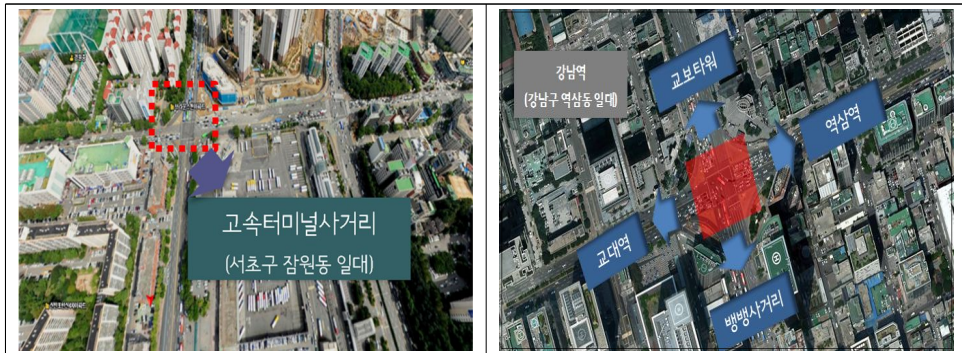 고속터미널사거리
(서초구 잠원동 일대)
강남역
(강남구 역삼동 일대)
교보타워
역삼역
교대역
뱅뱅사거리